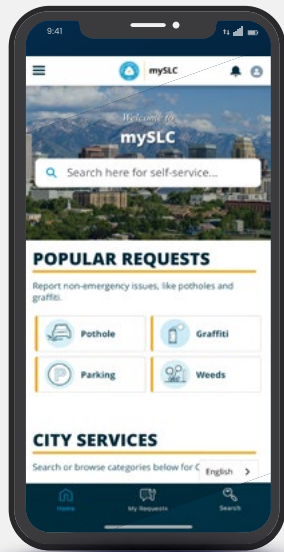 9:41
mySLC
Welcome to
mySLC
Search here for self-service...
POPULAR REQUESTS
Report non-emergency issues, like potholes and
graffiti.
Pothole
Graffiti
Parking
Weeds
CITY SERVICES
Search or browse categories below for C
English >
Home
My Requests
Search